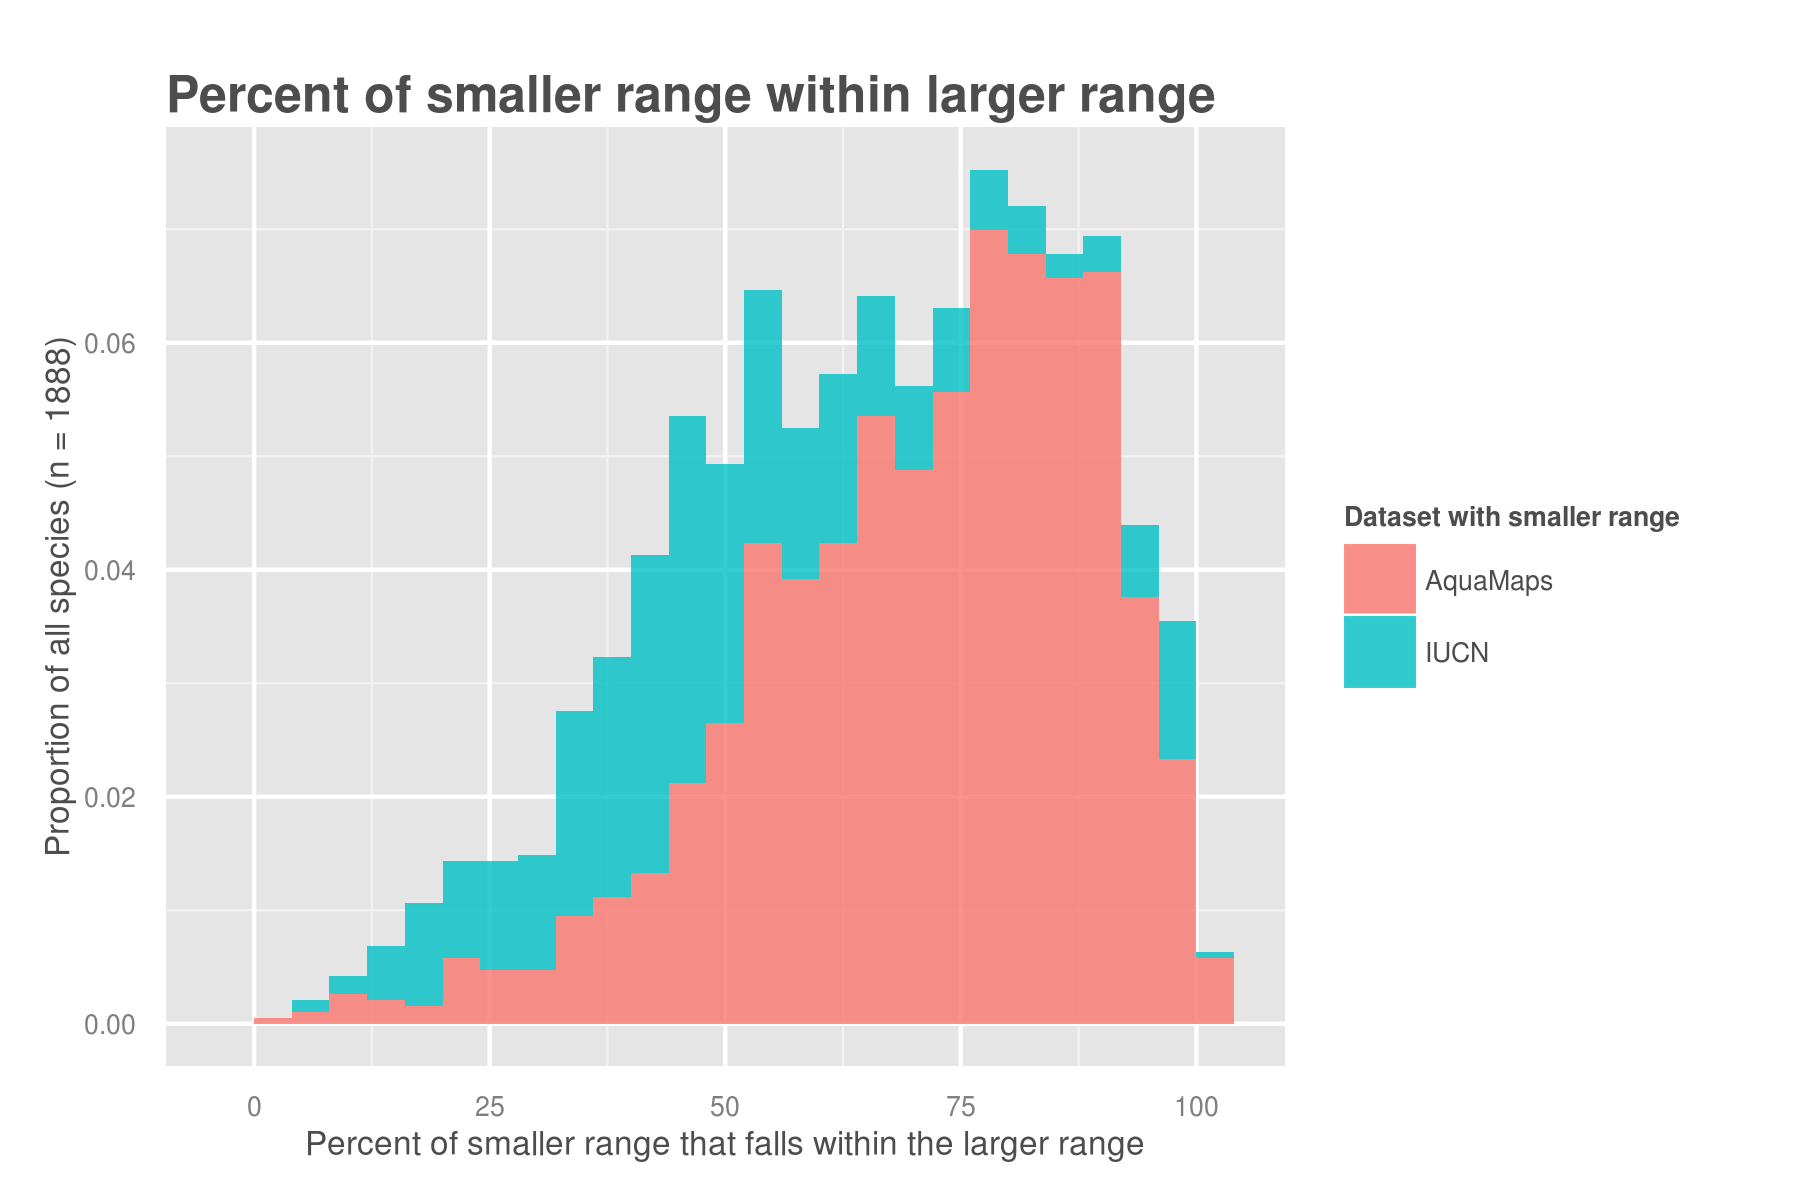 Percent of smaller range within larger range
Proportion of all species (n = 1888)
0.06
0.04
0.02
0.00
0 25 50 75 100
Percent of smaller range that falls within the larger range
Dataset with smaller range
AquaMaps
IUCN